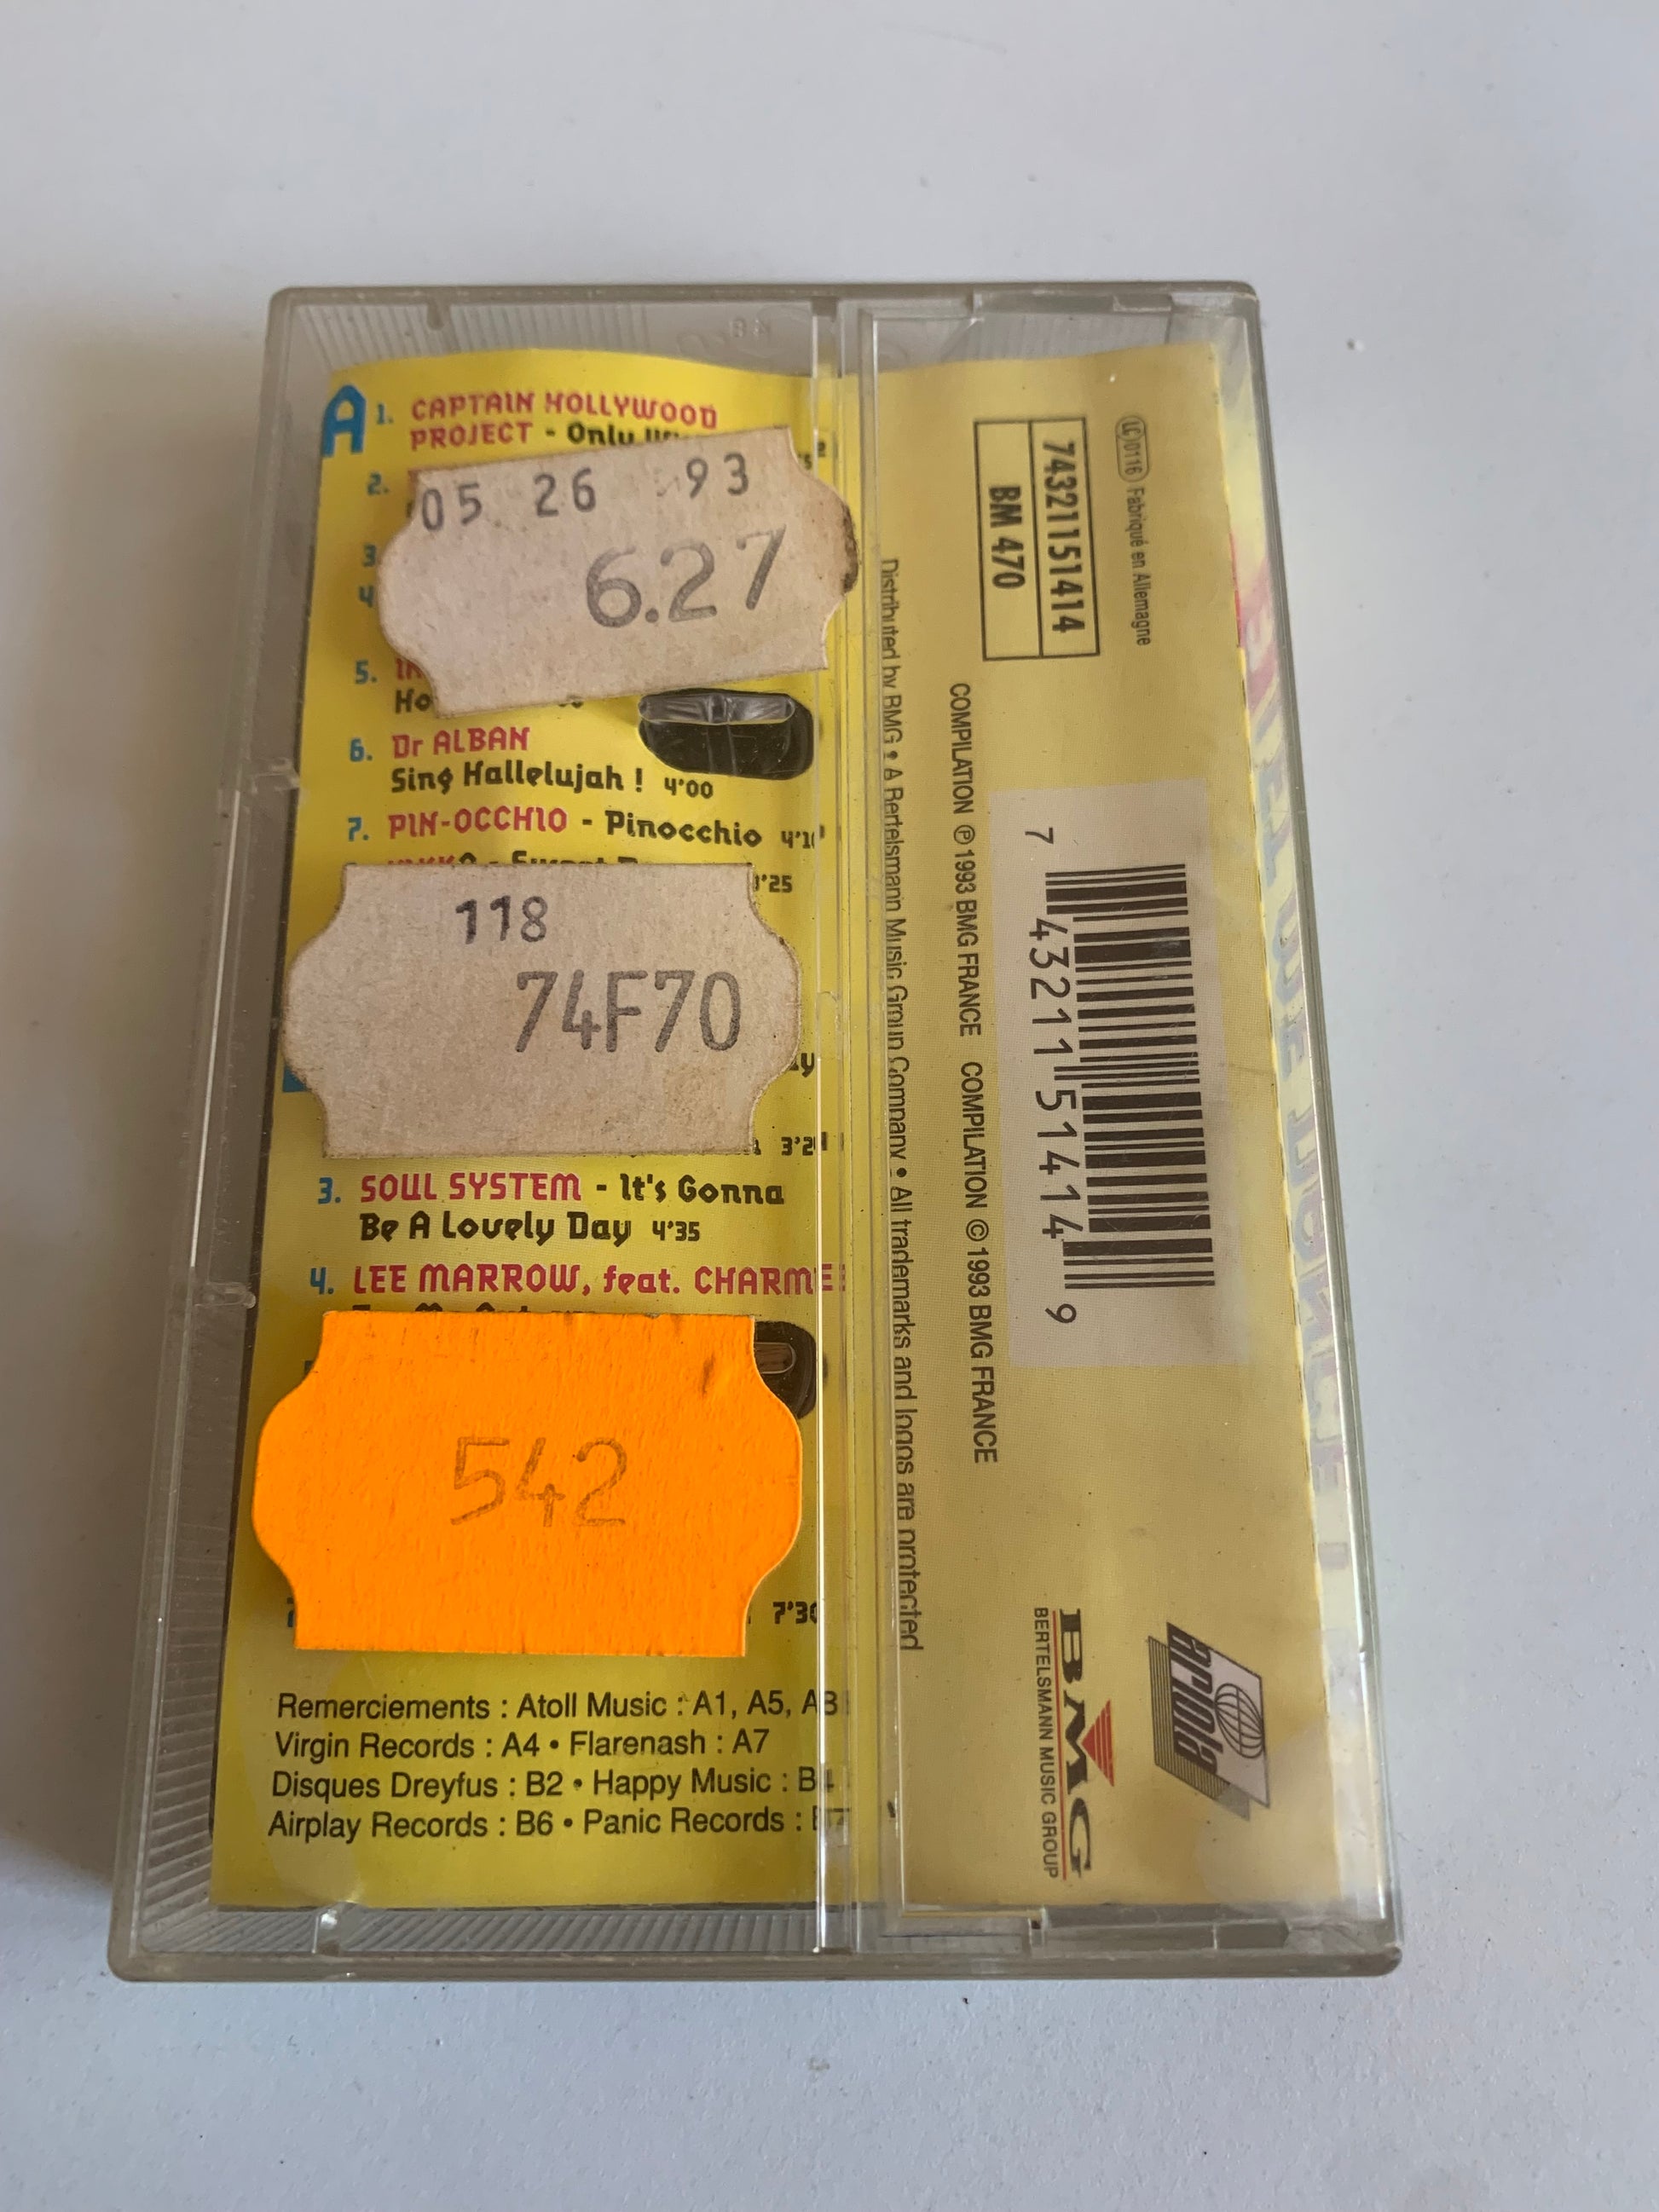 A 1. CAPTAIN HOLLYWOOD
PROJECT - Only
05 26 93
6.27
2.
3
4
5.
Ho
6. Dr ALBAN
Sing Hallelujah ! 4'00
7. PIN-OCCHIO - Pinocchio
118
74F70
3. SOUL SYSTEM - It's Gonna
Be A Lovely Day 4'35
4. LEE MARROW, feat. CHARME
542
Remerciements : Atoll Music : A1, A5,
Virgin Records : A4 • Flarenash : A7
Disques Dreyfus : B2 • Happy Music : B4
Airplay Records : B6 • Panic Records :
Distributed by BMG • A Bertelsmann Music Group Company • All trademarks and logos are protected
COMPILATION ℗ 1993 BMG FRANCE COMPILATION © 1993 BMG FRANCE
74321151414
BM 470
LC 0116 Fabriqué en Allemagne
7 43211 51414 9
BMG
BERTELSMANN MUSIC GROUP
ariola